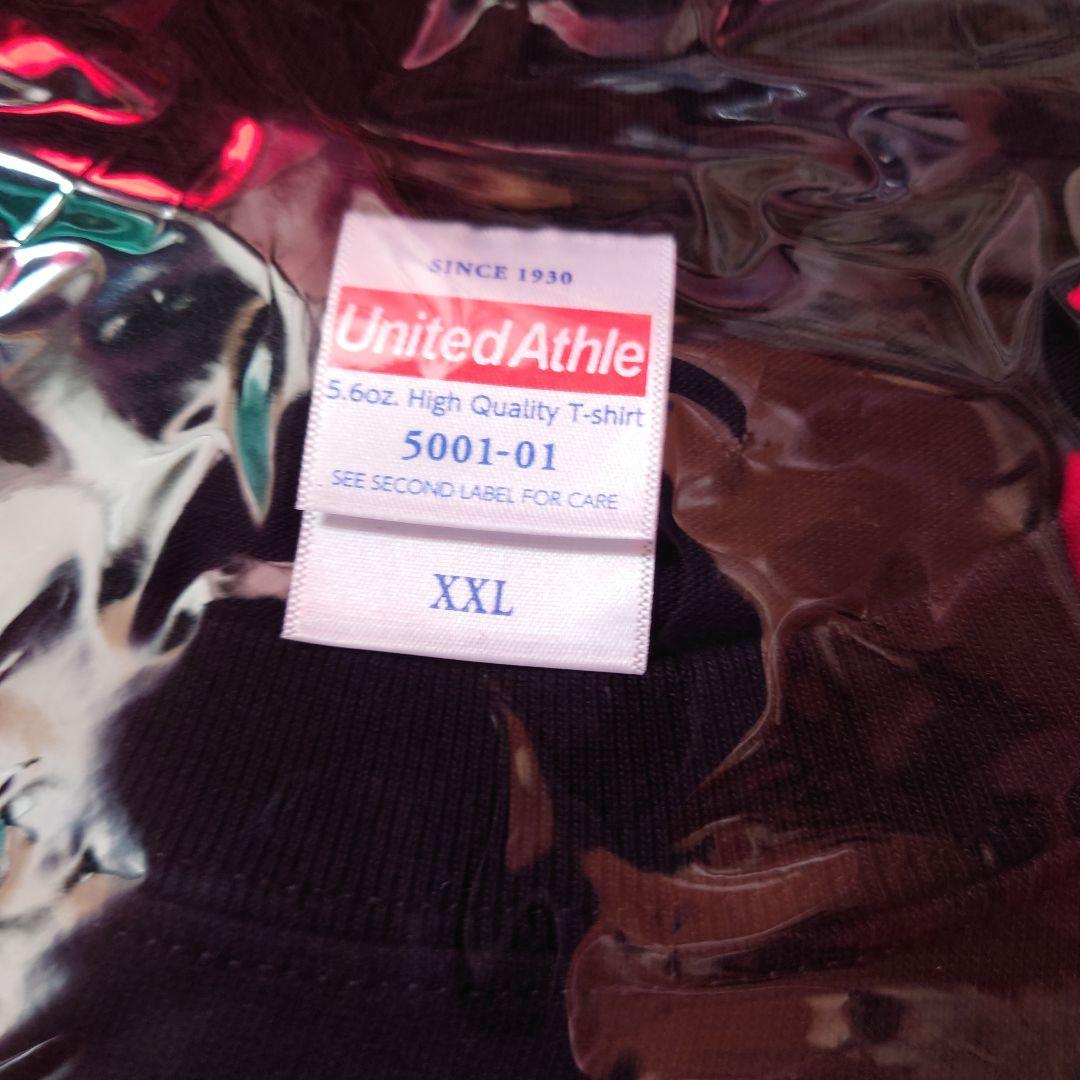 SINCE 1930
United Athle
5.6oz. High Quality T-shirt
5001-01
SEE SECOND LABEL FOR CARE
XXL